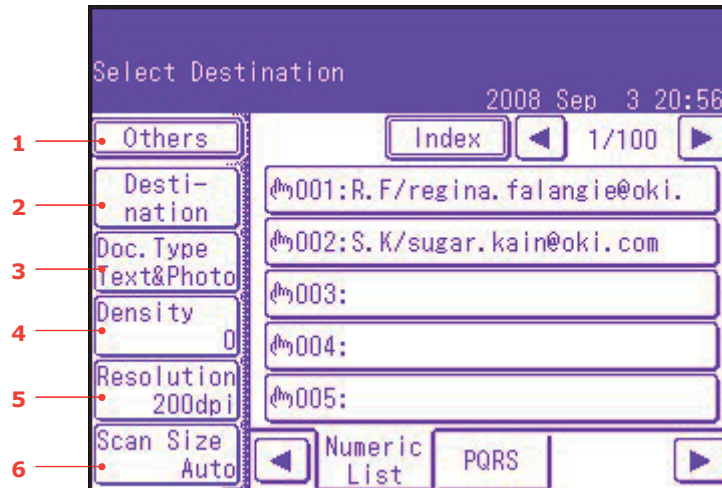 Select Destination
2008 Sep 3 20:56
1
Others
Index
1/100
2
Desti-
nation
001:R.F/regina.falangie@oki.
002:S.K/sugar.kain@oki.com
3
Doc.Type
Text&Photo
003:
4
Density
0
004:
5
Resolution
200dpi
005:
6
Scan Size
Auto
Numeric
List
PQRS